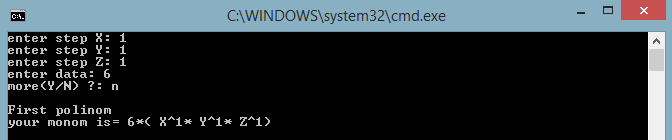 C:\WINDOWS\system32\cmd.exe
enter step X: 1
enter step Y: 1
enter step Z: 1
enter data: 6
more(Y/N) ?: n
First polinom
your monom is= 6*( X^1* Y^1* Z^1)